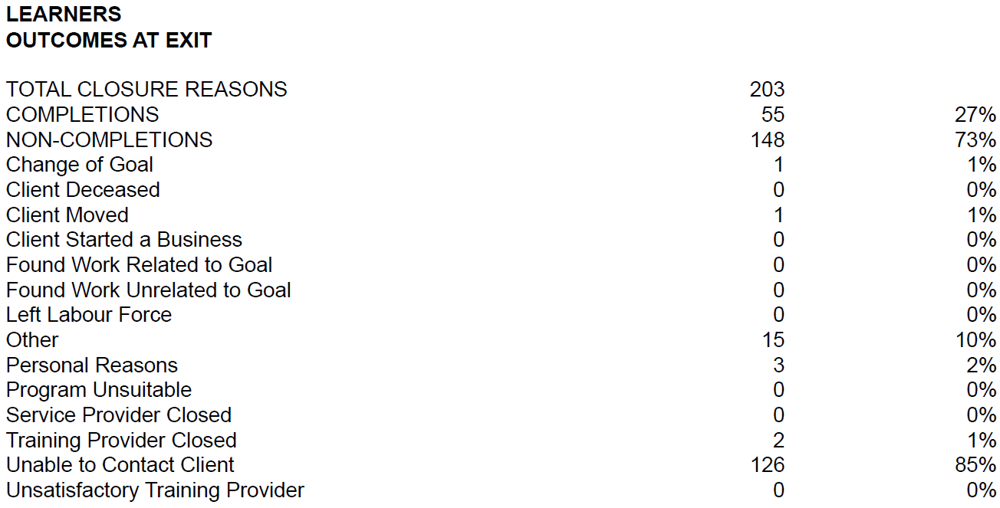 LEARNERS
OUTCOMES AT EXIT
TOTAL CLOSURE REASONS 203
COMPLETIONS 55 27%
NON-COMPLETIONS 148 73%
Change of Goal 1 1%
Client Deceased 0 0%
Client Moved 1 1%
Client Started a Business 0 0%
Found Work Related to Goal 0 0%
Found Work Unrelated to Goal 0 0%
Left Labour Force 0 0%
Other 15 10%
Personal Reasons 3 2%
Program Unsuitable 0 0%
Service Provider Closed 0 0%
Training Provider Closed 2 1%
Unable to Contact Client 126 85%
Unsatisfactory Training Provider 0 0%